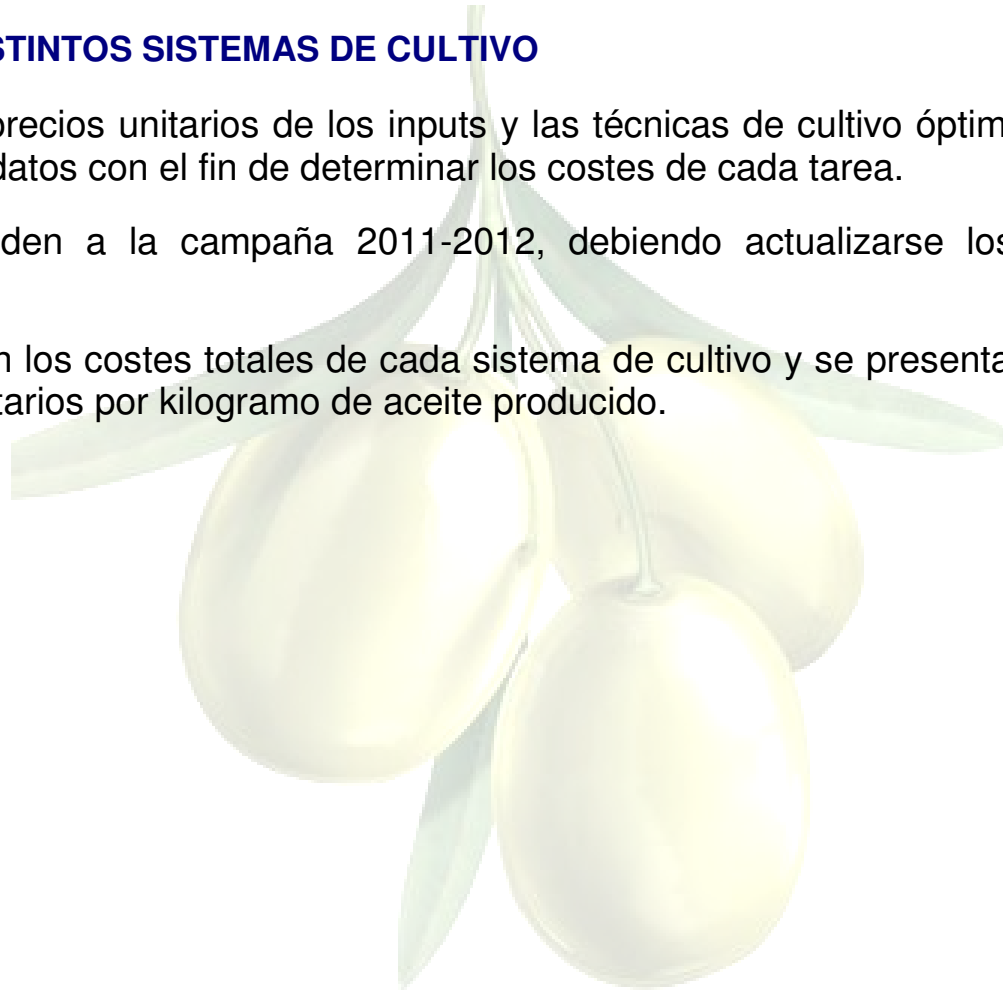 STINTOS SISTEMAS DE CULTIVO
precios unitarios de los inputs y las técnicas de cultivo óptim
datos con el fin de determinar los costes de cada tarea.
den a la campaña 2011-2012, debiendo actualizarse los
n los costes totales de cada sistema de cultivo y se presenta
tarios por kilogramo de aceite producido.